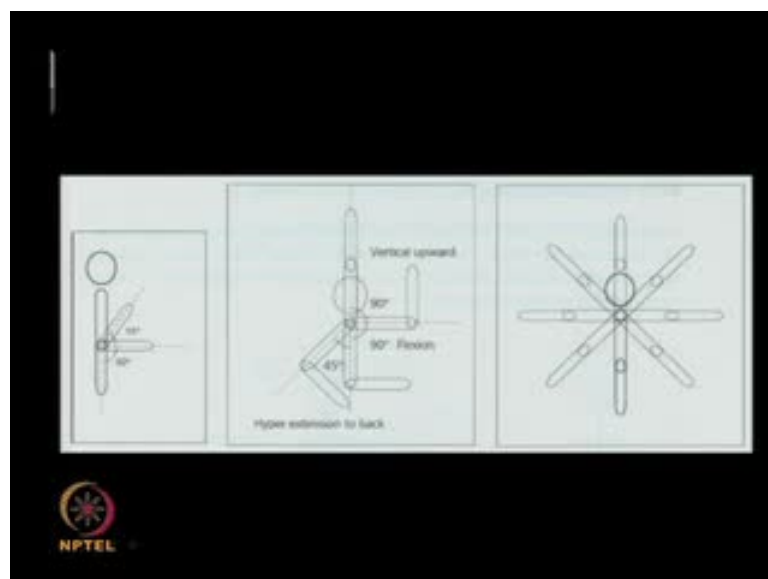 Vertical upward
90°
90° Flexion
45°
Hyper extension to back
NPTEL